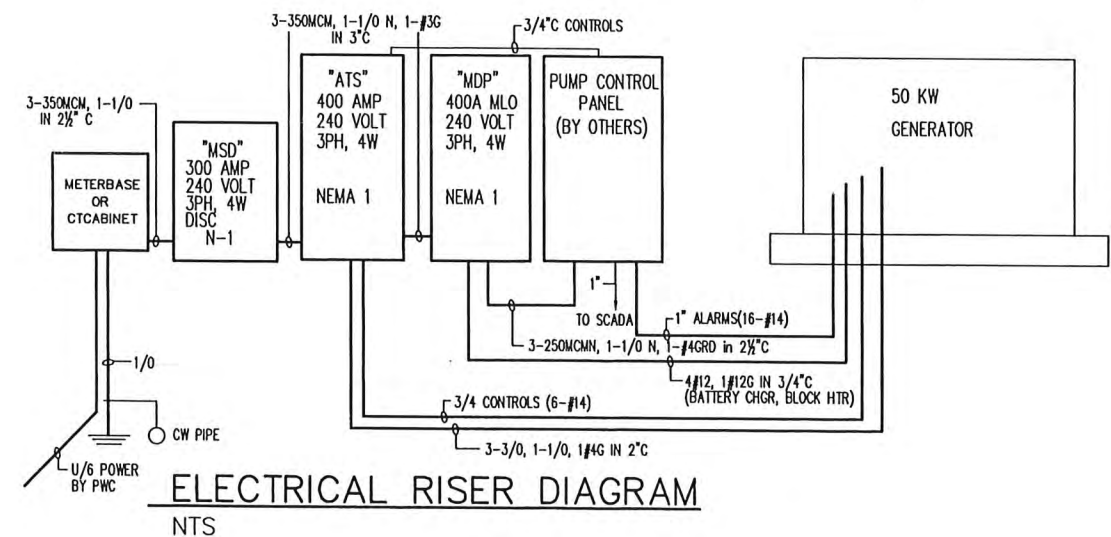 3-350MCM, 1-1/0 N, 1-#3G
IN 3"C
3/4"C CONTROLS
3-350MCM, 1-1/0
IN 2½" C
METERBASE
OR
CTCABINET
"MSD"
300 AMP
240 VOLT
3PH, 4W
DISC
N-1
"ATS"
400 AMP
240 VOLT
3PH, 4W
NEMA 1
"MDP"
400A MLO
240 VOLT
3PH, 4W
NEMA 1
PUMP CONTROL
PANEL
(BY OTHERS)
50 KW
GENERATOR
1"
TO SCADA
1" ALARMS(16-#14)
3-250MCMN, 1-1/0 N, 1-#4GRD in 2½"C
4#12, 1#12G IN 3/4"C
(BATTERY CHGR, BLOCK HTR)
3/4 CONTROLS (6-#14)
3-3/0, 1-1/0, 1#4G IN 2"C
1/0
CW PIPE
U/6 POWER
BY PWC
ELECTRICAL RISER DIAGRAM
NTS